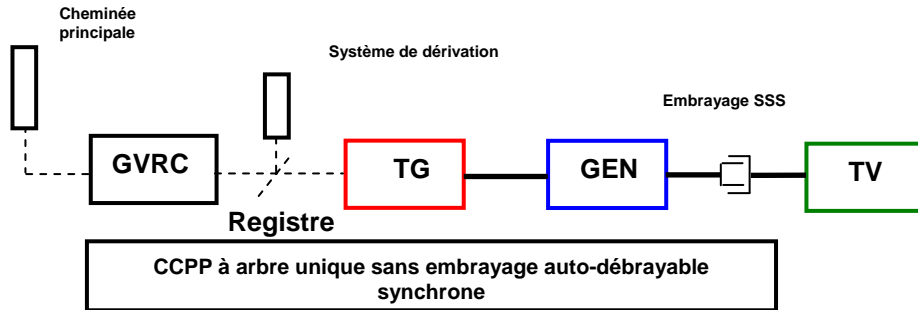 Cheminée
principale
Système de dérivation
Embrayage SSS
GVRC
TG
GEN
TV
Registre
CCPP à arbre unique sans embrayage auto-débrayable
synchrone